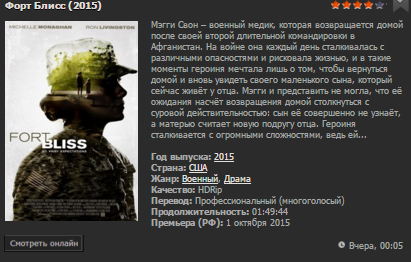 Форт Блисс (2015)
MICHELLE MONAGHAN RON LIVINGSTON
FORT
BLISS
Мэгги Свон – военный медик, которая возвращается домой
после своей второй длительной командировки в
Афганистан. На войне она каждый день сталкивалась с
различными опасностями и рисковала жизнью, и в такие
моменты героиня мечтала лишь о том, чтобы вернуться
домой и вновь увидеть своего маленького сына, который
сейчас живёт у отца. Мэгги и представить не могла, что её
ожидания насчёт возвращения домой столкнуться с
суровой действительностью: сын её совершенно не узнаёт,
а матерью считает новую подругу отца. Героиня
сталкивается с огромными сложностями, ведь ей...
Год выпуска: 2015
Страна: США
Жанр: Военный, Драма
Качество: HDRip
Перевод: Профессиональный (многоголосый)
Продолжительность: 01:49:44
Премьера (РФ): 1 октября 2015
Смотреть онлайн
Вчера, 00:05